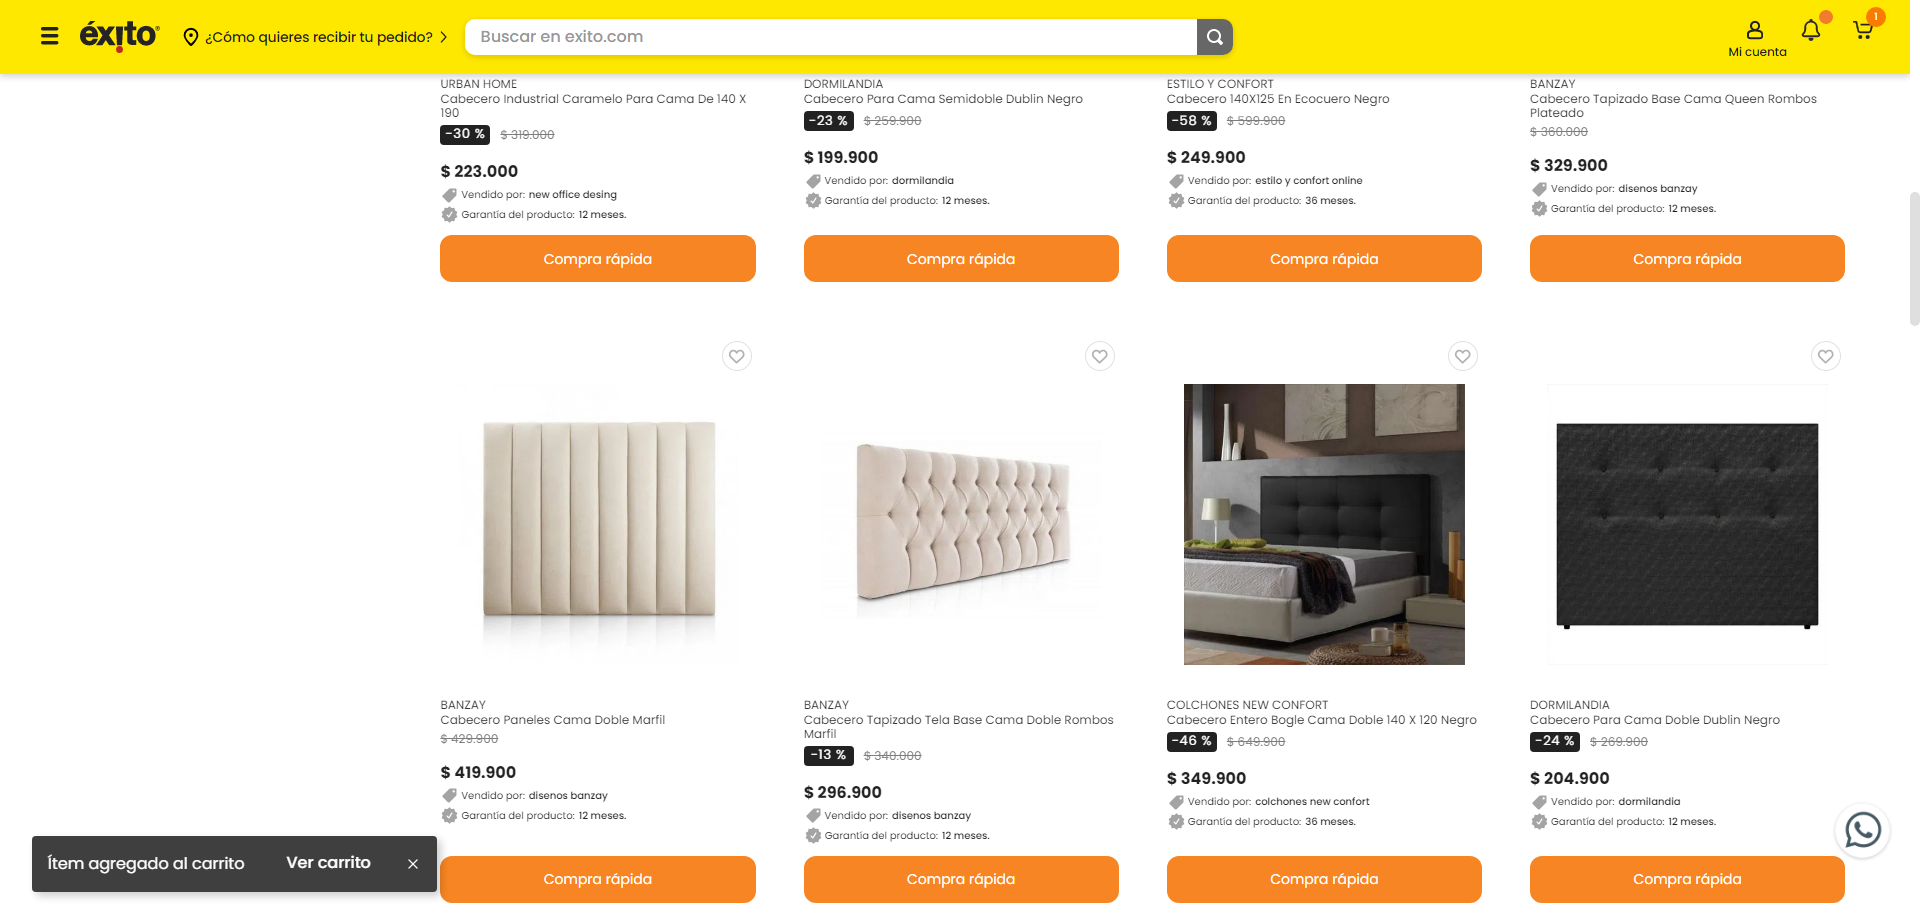 éxito
¿Cómo quieres recibir tu pedido?
Buscar en exito.com
Mi cuenta
1
URBAN HOME
Cabecero Industrial Caramelo Para Cama De 140 X
190
-30 % $ 319.000
$ 223.000
Vendido por: new office desing
Garantía del producto: 12 meses.
Compra rápida
DORMILANDIA
Cabecero Para Cama Semidoble Dublin Negro
-23 % $ 259.900
$ 199.900
Vendido por: dormilandia
Garantía del producto: 12 meses.
Compra rápida
ESTILO Y CONFORT
Cabecero 140X125 En Ecocuero Negro
-58 % $ 599.900
$ 249.900
Vendido por: estilo y confort online
Garantía del producto: 36 meses.
Compra rápida
BANZAY
Cabecero Tapizado Base Cama Queen Rombos
Plateado
$ 360.000
$ 329.900
Vendido por: disenos banzay
Garantía del producto: 12 meses.
Compra rápida
BANZAY
Cabecero Paneles Cama Doble Marfil
$ 429.900
$ 419.900
Vendido por: disenos banzay
Garantía del producto: 12 meses.
Compra rápida
BANZAY
Cabecero Tapizado Tela Base Cama Doble Rombos
Marfil
-13 % $ 340.000
$ 296.900
Vendido por: disenos banzay
Garantía del producto: 12 meses.
Compra rápida
COLCHONES NEW CONFORT
Cabecero Entero Bogle Cama Doble 140 X 120 Negro
-46 % $ 649.900
$ 349.900
Vendido por: colchones new confort
Garantía del producto: 36 meses.
Compra rápida
DORMILANDIA
Cabecero Para Cama Doble Dublin Negro
-24 % $ 269.900
$ 204.900
Vendido por: dormilandia
Garantía del producto: 12 meses.
Compra rápida
Ítem agregado al carrito Ver carrito